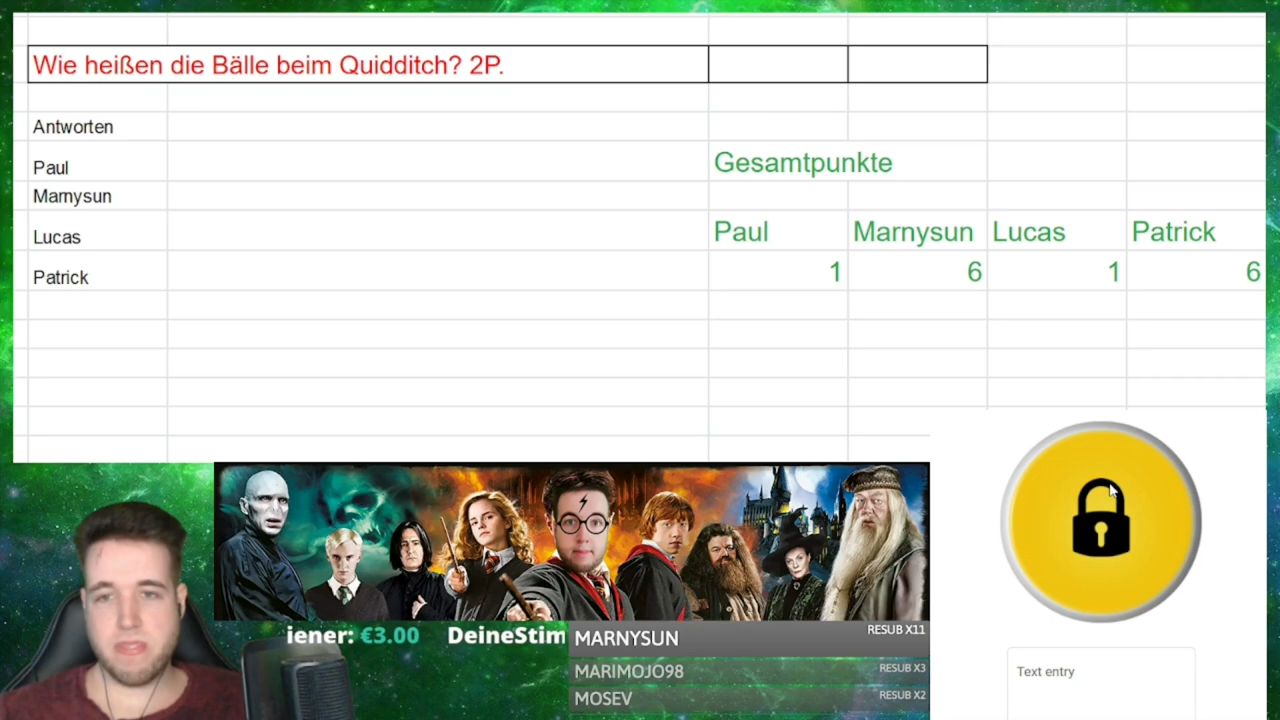 Wie heißen die Bälle beim Quidditch? 2P.
Antworten
Paul
Marnysun
Lucas
Patrick
Gesamtpunkte
Paul Marnysun Lucas Patrick
1 6 1 6
iener: €3.00 DeineStim
MARNYSUN RESUB X11
MARIMOJO98 RESUB X3
MOSEV RESUB X2
Text entry